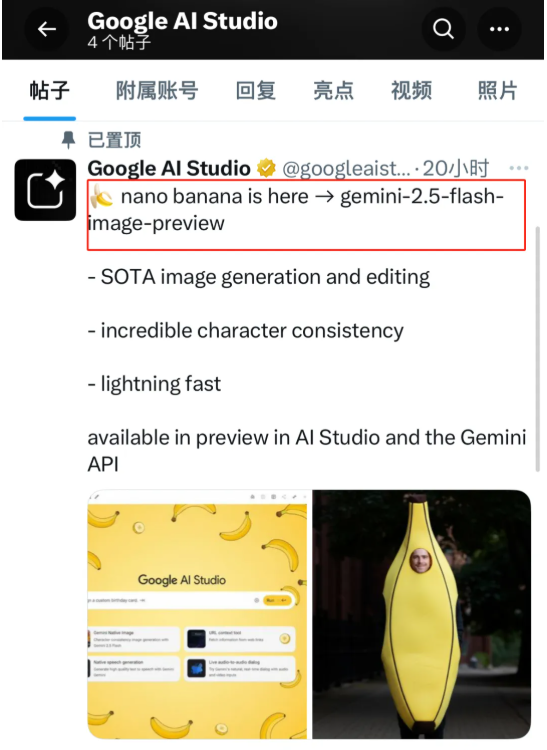 Google AI Studio
4 个帖子
帖子 附属账号 回复 亮点 视频 照片
已置顶
Google AI Studio @googleaist... · 20小时
🍌 nano banana is here → gemini-2.5-flash-
image-preview
- SOTA image generation and editing
- incredible character consistency
- lightning fast
available in preview in AI Studio and the Gemini
API
Google AI Studio
Run
Gemini Native Image
URL context tool
Native speech generation
Live audio-to-audio dialog